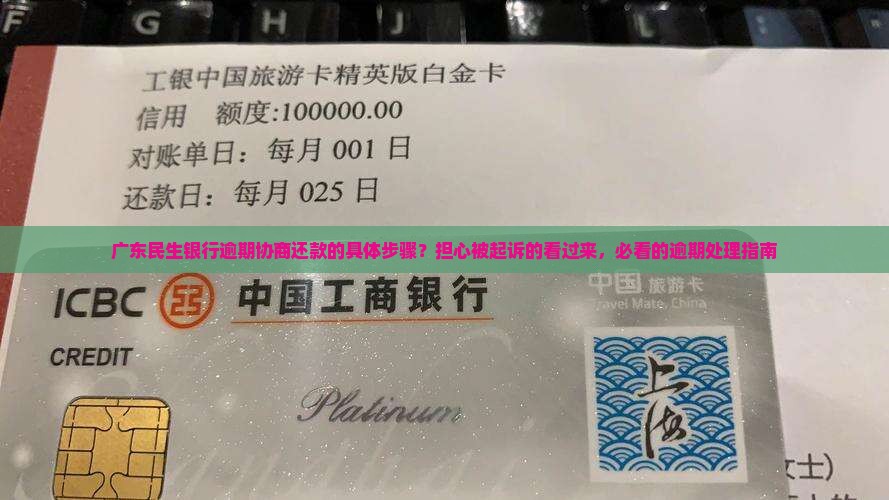 F G H J
工银中国旅游卡精英版白金卡
信用 额度:100000.00
对账单日：每月 001 日
还款日：每月 025 日
广东民生银行逾期协商还款的具体步骤？担心被起诉的看过来，必看的逾期处理指南
ICBC 中国工商银行
中国旅游卡
Travel Mate, China
CREDIT
Platinum
上海
女士)